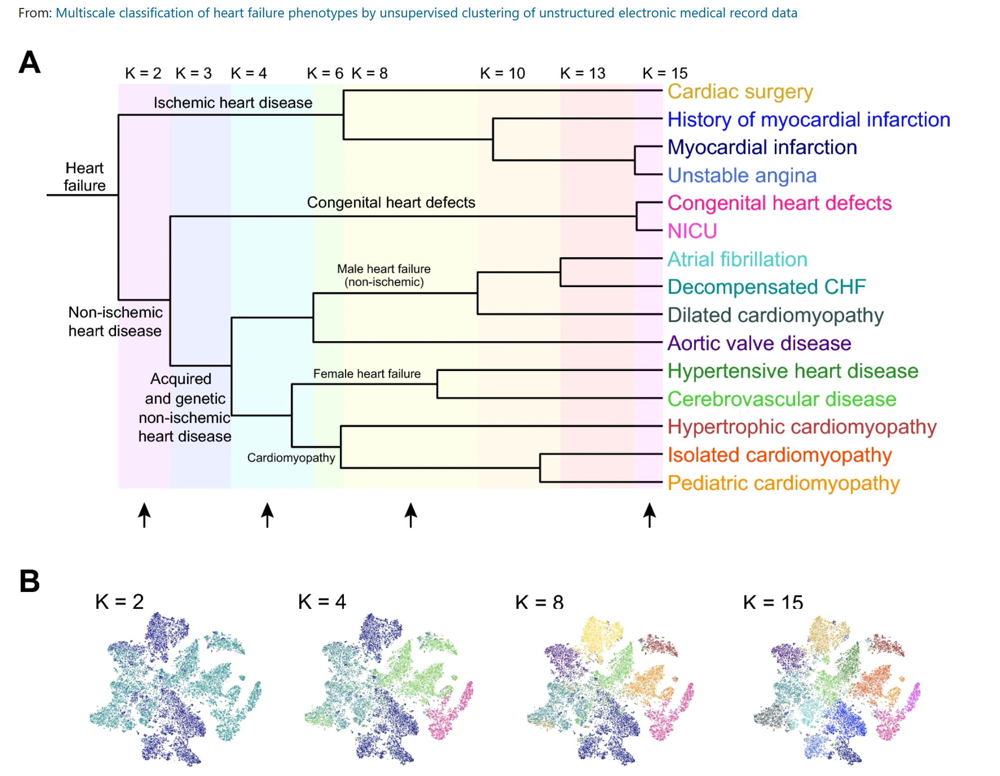 From: Multiscale classification of heart failure phenotypes by unsupervised clustering of unstructured electronic medical record data
A
K = 2 K = 3 K = 4 K = 6 K = 8 K = 10 K = 13 K = 15
Cardiac surgery
Ischemic heart disease
History of myocardial infarction
Myocardial infarction
Heart
failure
Unstable angina
Congenital heart defects
Congenital heart defects
NICU
Atrial fibrillation
Male heart failure
(non-ischemic)
Decompensated CHF
Non-ischemic
heart disease
Dilated cardiomyopathy
Aortic valve disease
Female heart failure
Hypertensive heart disease
Acquired
and genetic
non-ischemic
heart disease
Cerebrovascular disease
Hypertrophic cardiomyopathy
Cardiomyopathy
Isolated cardiomyopathy
Pediatric cardiomyopathy
B
K = 2 K = 4 K = 8 K = 15